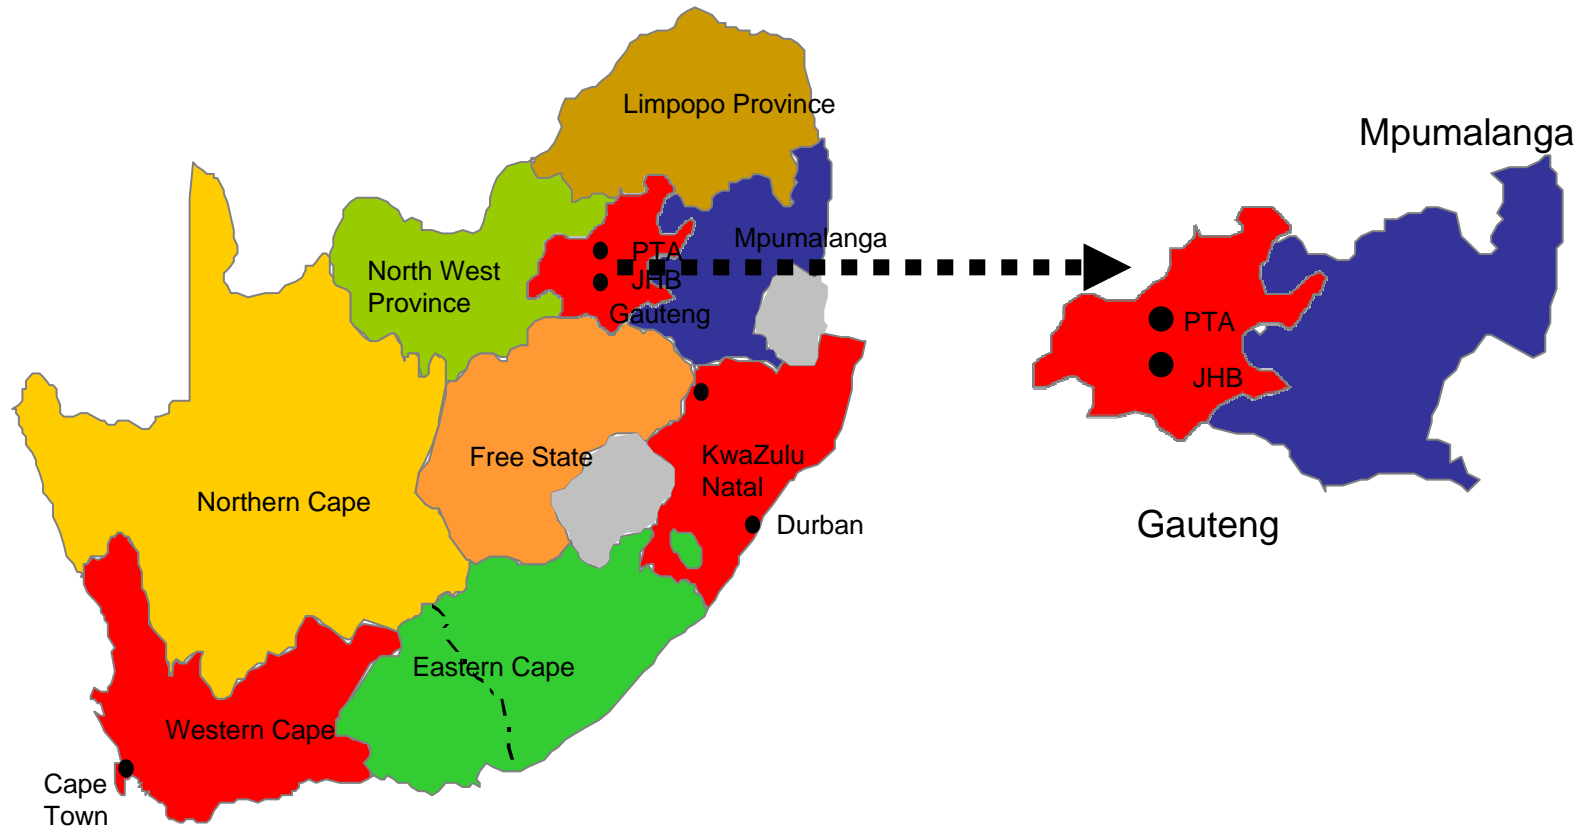 Limpopo Province
Mpumalanga
North West
Province
PTA
JHB
Gauteng
Mpumalanga
Free State
KwaZulu
Natal
Northern Cape
Durban
Eastern Cape
Western Cape
Cape
Town
PTA
JHB
Gauteng